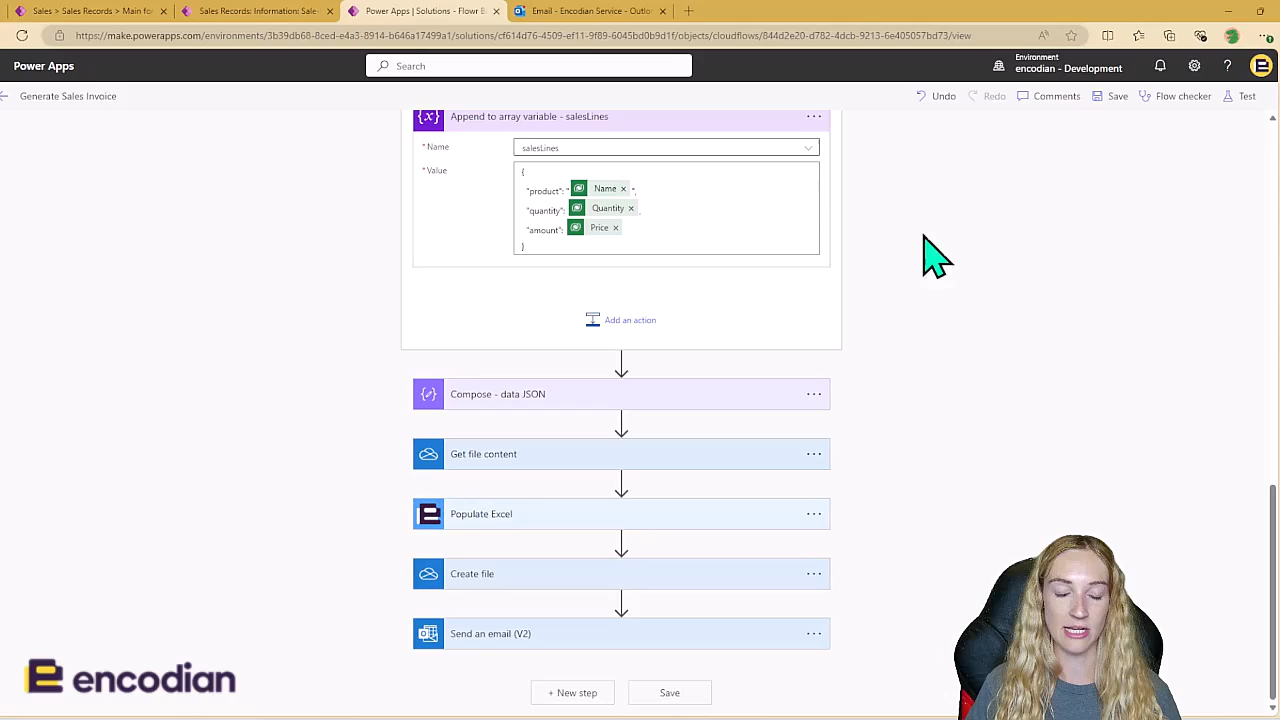 Sales > Sales Records > Main fo
Sales Records: Information: Sale
Power Apps | Solutions - Flowr B
Email - Encodian Service - Outlo
https://make.powerapps.com/environments/3b39db68-8ced-e4a3-8914-b646a17499a1/solutions/cf614d76-4509-ef11-9f89-6045bd0b9d1f/objects/cloudflows/844d2e20-d782-4dcb-9213-6e405057bd73/view
Power Apps
Search
Environment
encodian - Development
Generate Sales Invoice
Undo
Redo
Comments
Save
Flow checker
Test
{x} Append to array variable - salesLines
* Name
salesLines
* Value
{
"product": " Name ",
"quantity": Quantity ,
"amount": Price
}
Add an action
Compose - data JSON
Get file content
Populate Excel
Create file
Send an email (V2)
+ New step
Save
encodian